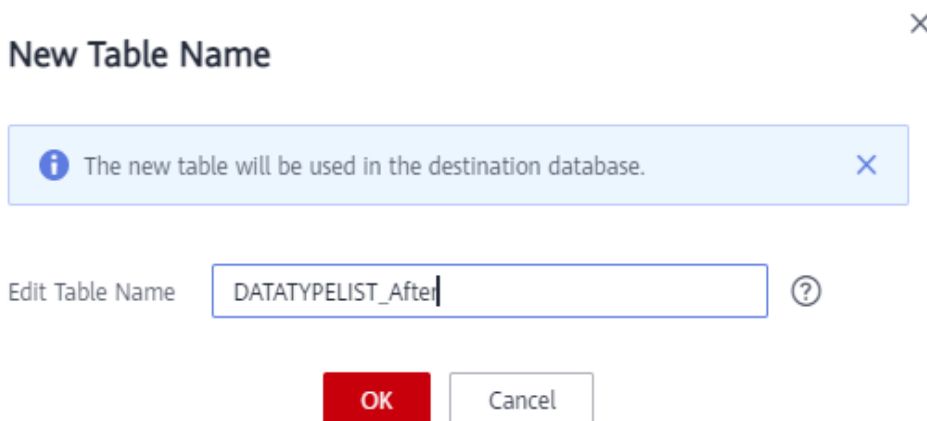 New Table Name
The new table will be used in the destination database.
Edit Table Name DATATYPELIST_After
OK Cancel